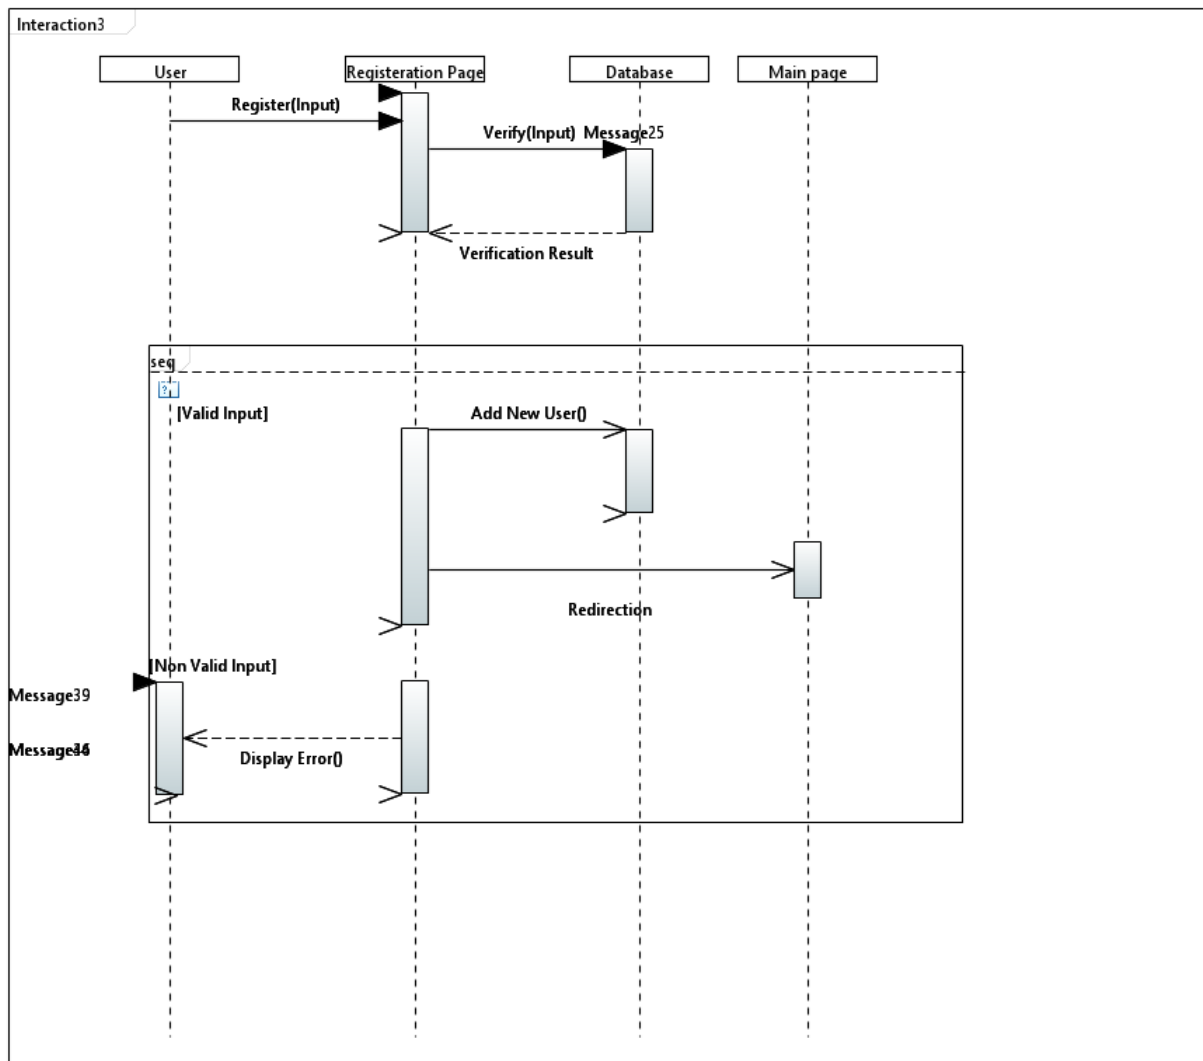 Interaction3
User
Registeration Page
Database
Main page
Register(Input)
Verify(Input) Message25
Verification Result
seq
[Valid Input]
Add New User()
Redirection
[Non Valid Input]
Message39
Display Error()